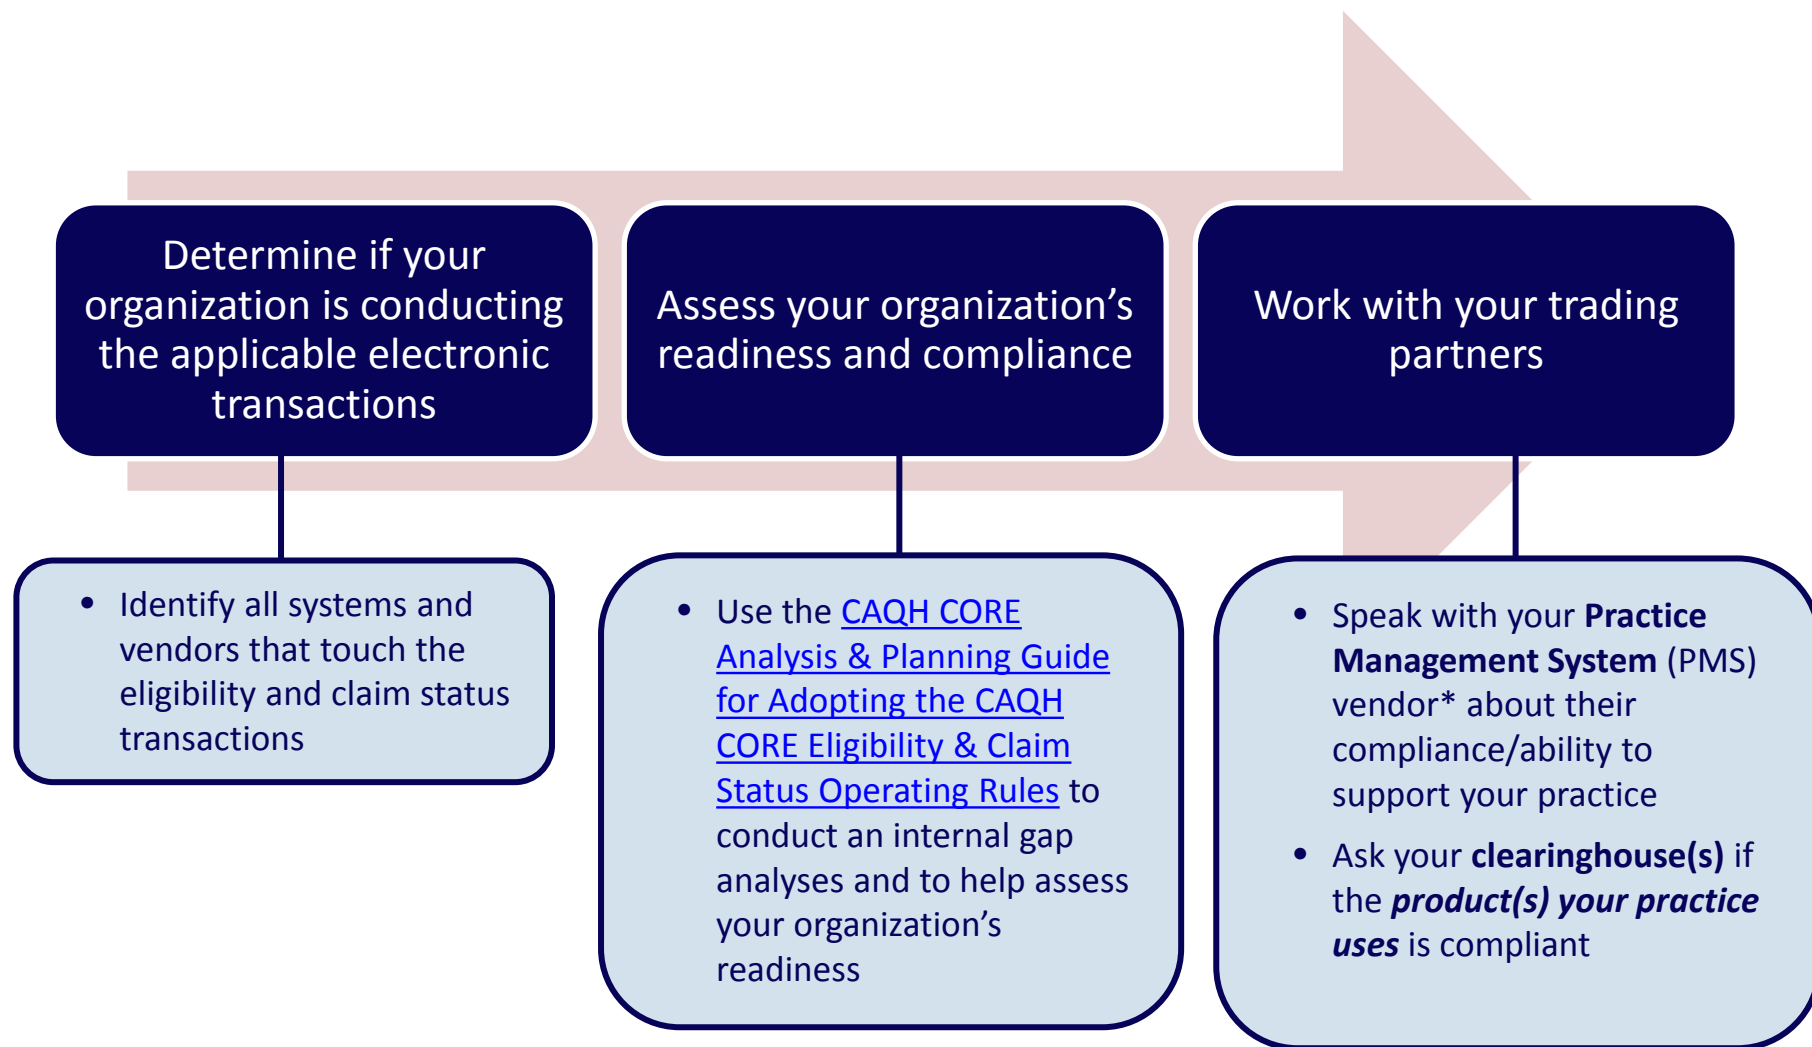 Determine if your
organization is conducting
the applicable electronic
transactions
Assess your organization's
readiness and compliance
Work with your trading
partners
• Identify all systems and
vendors that touch the
eligibility and claim status
transactions
• Use the CAQH CORE
Analysis & Planning Guide
for Adopting the CAQH
CORE Eligibility & Claim
Status Operating Rules to
conduct an internal gap
analyses and to help assess
your organization's
readiness
• Speak with your Practice
Management System (PMS)
vendor* about their
compliance/ability to
support your practice
• Ask your clearinghouse(s) if
the product(s) your practice
uses is compliant